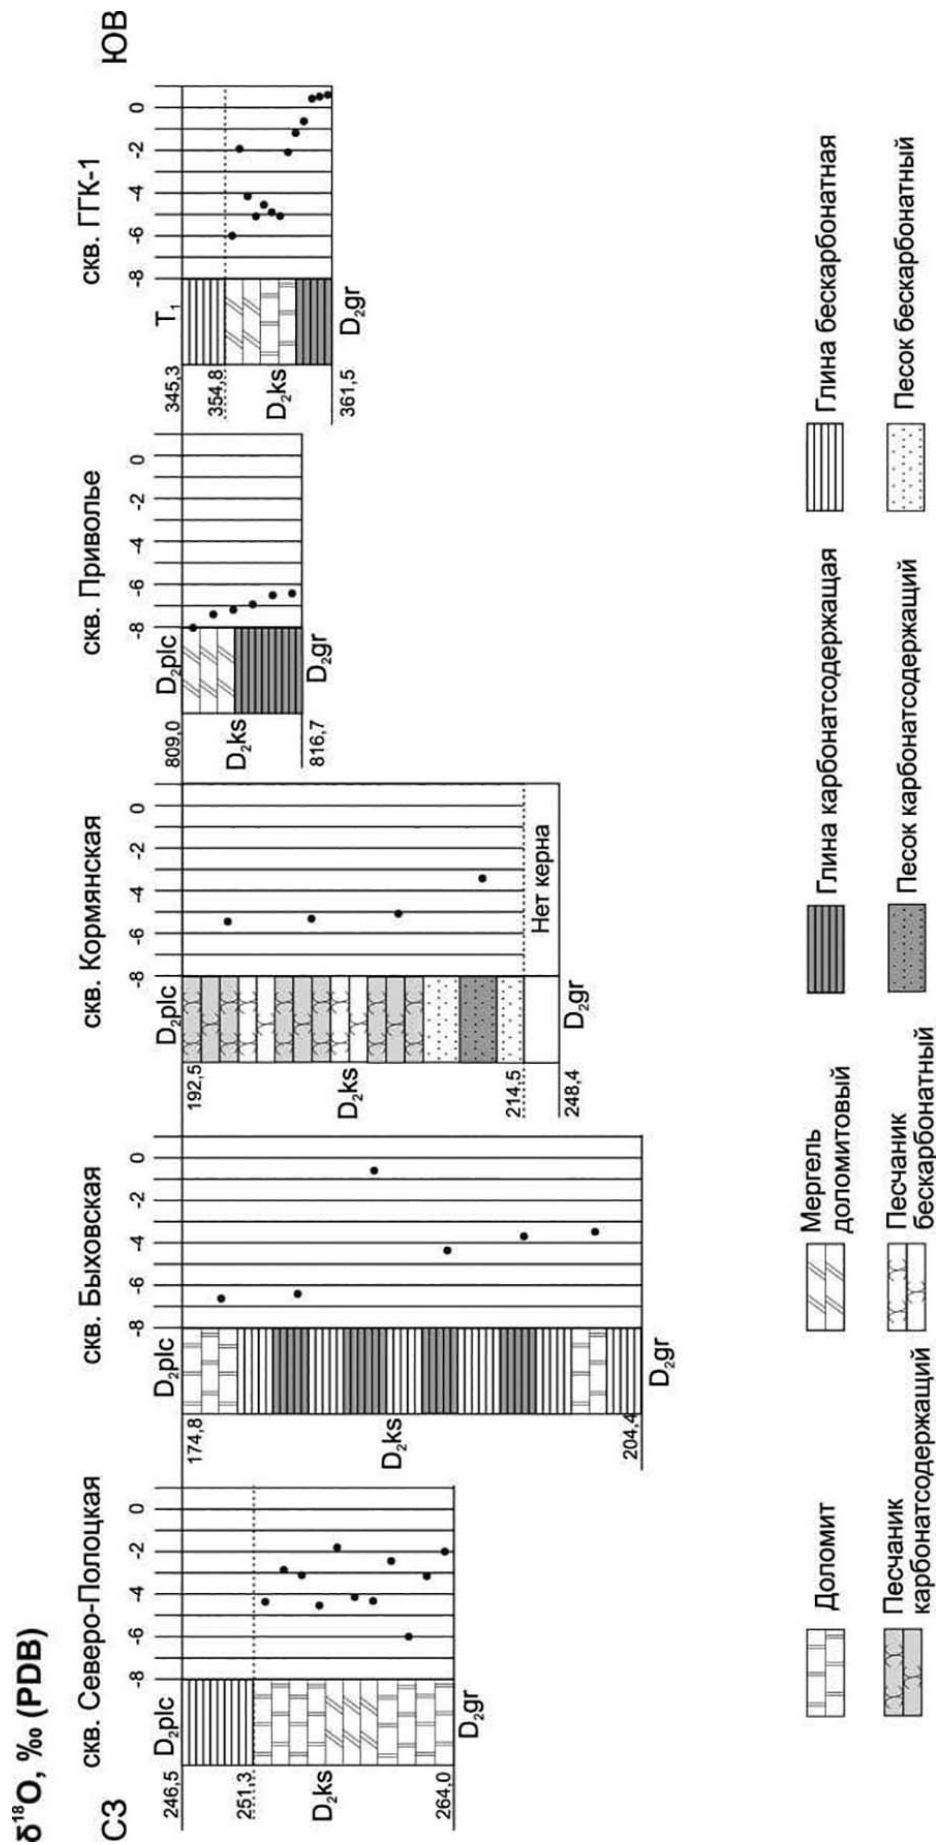 δ¹⁸O, ‰ (PDB)
СЗ
ЮВ
скв. Северо-Полоцкая
-8 -6 -4 -2 0
D₂plc
246,5
251,3
D₂ks
264,0
D₂gr
скв. Быховская
-8 -6 -4 -2 0
D₂plc
174,8
D₂ks
204,4
D₂gr
скв. Кормянская
-8 -6 -4 -2 0
D₂plc
192,5
D₂ks
214,5
Нет керна
248,4
D₂gr
скв. Приволье
-8 -6 -4 -2 0
D₂plc
809,0
D₂ks
816,7
D₂gr
скв. ГГК-1
-8 -6 -4 -2 0
T₁
345,3
354,8
D₂ks
361,5
D₂gr
Доломит
Мергель
доломитовый
Глина карбонатсодержащая
Глина бескарбонатная
Песчаник
карбонатсодержащий
Песчаник
бескарбонатный
Песок карбонатсодержащий
Песок бескарбонатный